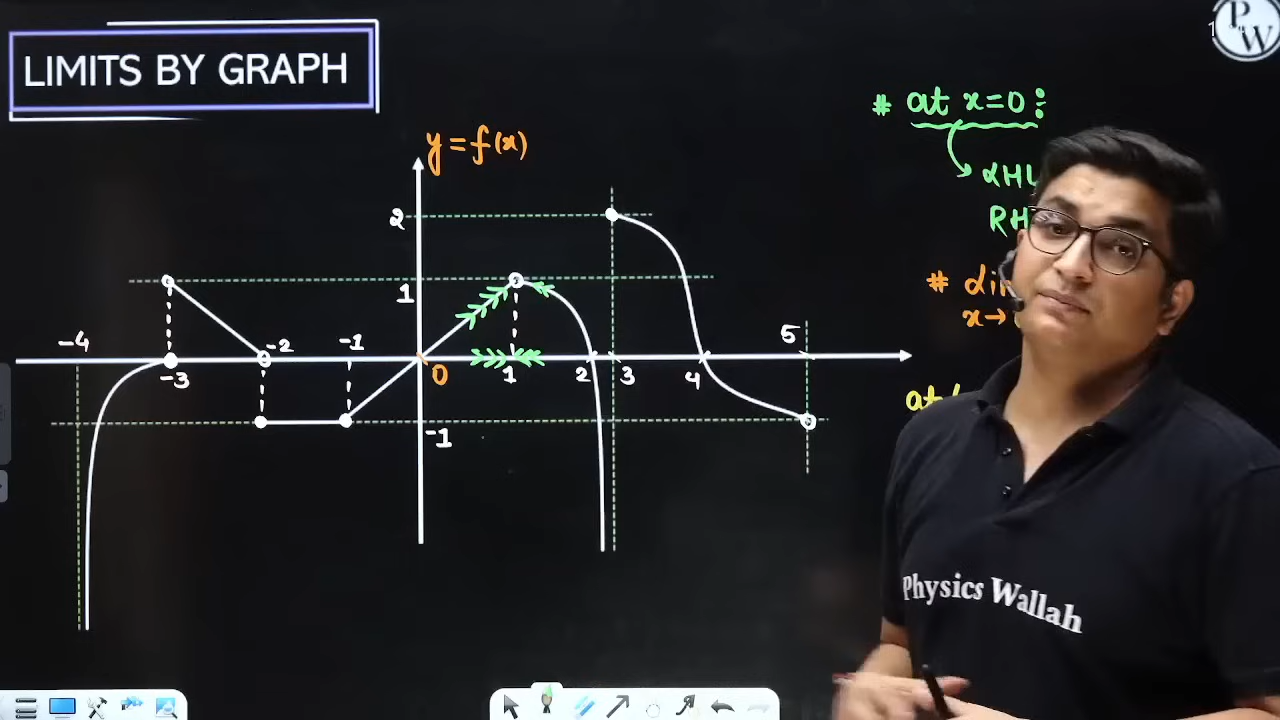 LIMITS BY GRAPH
PW
# at x=0:
y = f(x)
2
1
-4
-3
-2
-1
0
1
2
3
4
5
-1
#
x→
at
Physics Wallah